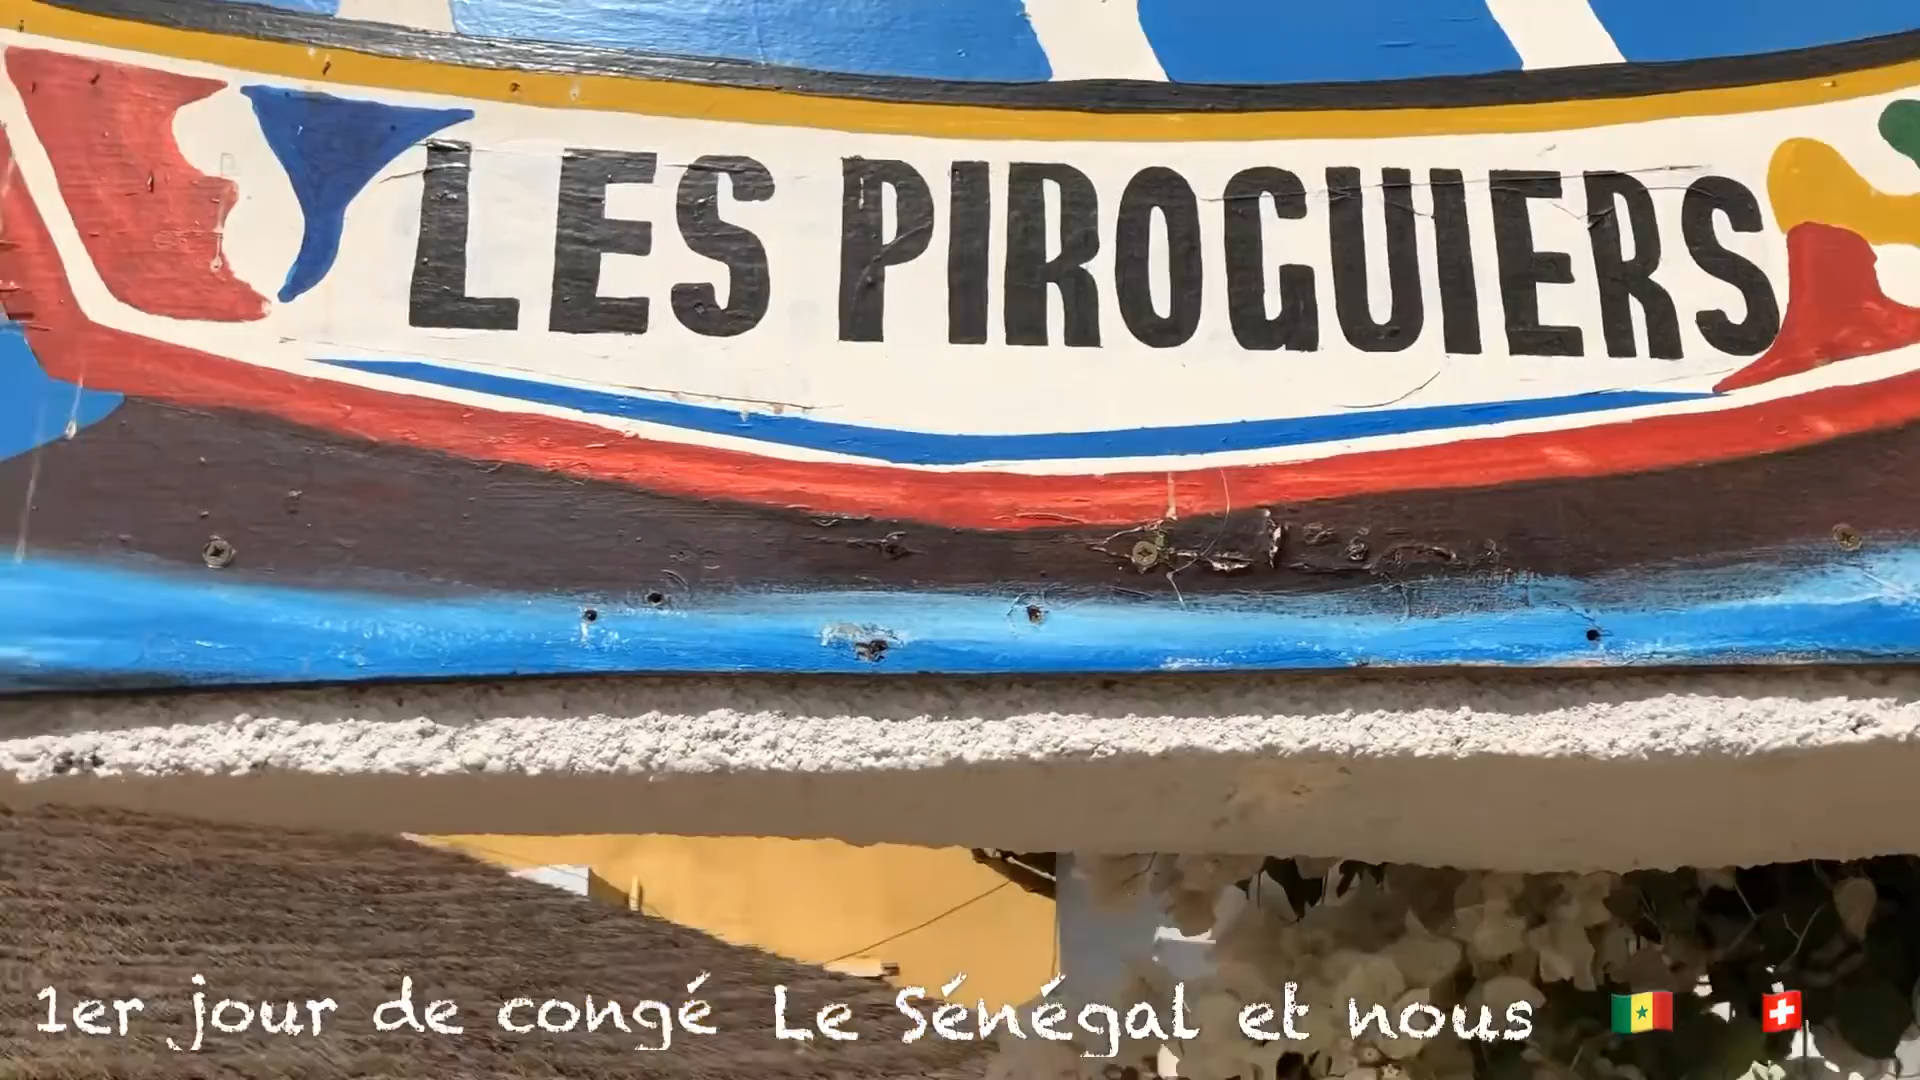 LES PIROGUIERS
1er jour de congé Le Sénégal et nous 🇸🇳 🇨🇭